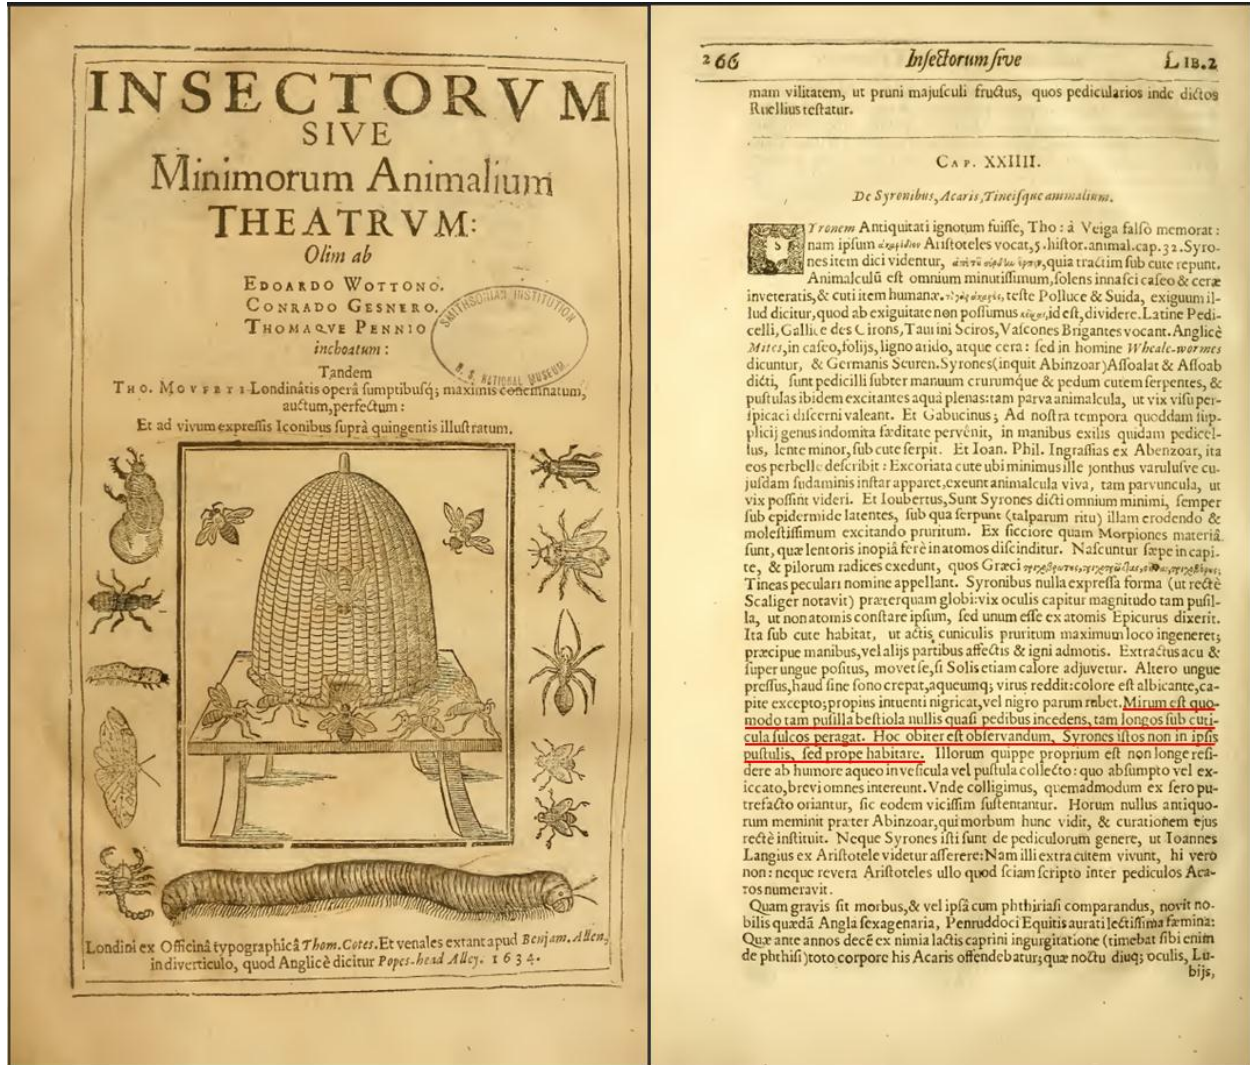 INSECTORVM
SIVE
Minimorum Animalium
THEATRVM:
Olim ab
EDOARDO WOTTONO.
CONRADO GESNERO.
THOMAQVE PENNIO
inchoatum:
Tandem
THO. MOVFETI Londinâtis operâ sumptibusq; maximis concinnatum,
auctum, perfectum:
Et ad vivum expressis Iconibus suprà quingentis illustratum.
SMITHSONIAN INSTITUTION
NATIONAL MUSEUM
Londini ex Officinâ typographicâ Thom. Cotes. Et venales extant apud Benjam. Allen,
in diverticulo, quod Anglicè dicitur Popes-head Alley. 1634.
266 Insectorum sive LIB.2
mam vilitatem, ut pruni majusculi fructus, quos pedicularios inde dictos
Ruellius testatur.
CAP. XXIIII.
De Syronibus, Acaris, Tineisque animalium.
SYronem Antiquitati ignotum fuisse, Tho: à Veiga falsò memorat:
nam ipsum Aristoteles vocat, 5. histor. animal. cap. 32. Syro-
nes item dici videntur, quia tractim sub cute repunt.
Animalculũ est omnium minutissimum, solens innasci caseo & ceræ
inveteratis, & cuti item humanæ. teste Polluce & Suida, exiguum il-
lud dicitur, quod ab exiguitate non possumus id est, dividere. Latine Pedi-
celli, Gallice des Cirons, Taurini Sciros, Vascones Brigantes vocant. Anglicè
Mites, in caseo, folijs, ligno arido, atque cera: sed in homine Wheale-wormes
dicuntur, & Germanis Seuren. Syrones (inquit Abinzoar) Assoalat & Assoab
dicti, sunt pedicilli subter manuum crurumque & pedum cutem serpentes, &
pustulas ibidem excitantes aquâ plenas: tam parva animalcula, ut vix visu per-
spicaci discerni valeant. Et Gabucinus; Ad nostra tempora quoddam sup-
plicij genus indomita fæditate pervênit, in manibus exilis quidam pedicel-
lus, lente minor, sub cute serpit. Et Ioan. Phil. Ingrassias ex Abenzoar, ita
eos perbelle describit: Excoriata cute ubi minimus ille jonthus varulusve cu-
jusdam sudaminis instar apparet, exeunt animalcula viva, tam parvuncula, ut
vix possint videri. Et Ioubertus, Sunt Syrones dicti omnium minimi, semper
sub epidermide latentes, sub qua serpunt (talparum ritu) illam erodendo &
molestissimum excitando pruritum. Ex sicciore quam Morpiones materiâ
sunt, quæ lentoris inopiâ ferè in atomos discinditur. Nascuntur sæpe in capi-
te, & pilorum radices exedunt, quos Græci
Tineas peculari nomine appellant. Syronibus nulla expressa forma (ut rectè
Scaliger notavit) præterquam globi: vix oculis capitur magnitudo tam pusil-
la, ut non atomis constare ipsum, sed unum esse ex atomis Epicurus dixerit.
Ita sub cute habitat, ut actis cuniculis pruritum maximum loco ingeneret;
præcipue manibus, vel alijs partibus affectis & igni admotis. Extractus acu &
super ungue positus, movet se, si Solis etiam calore adjuvetur. Altero ungue
pressus, haud sine sono crepat, aqueumq; virus reddit: colore est albicante, ca-
pite excepto; propius intuenti nigricat, vel nigro parum rubet. Mirum est quo-
modo tam pusilla bestiola nullis quasi pedibus incedens, tam longos sub cuti-
cula sulcos peragat. Hoc obiter est observandum, Syrones istos non in ipsis
pustulis, sed prope habitare. Illorum quippe proprium est non longe resi-
dere ab humore aqueo in vesicula vel pustula collecto: quo absumpto vel ex-
iccato, brevi omnes intereunt. Vnde colligimus, quemadmodum ex sero pu-
trefacto oriantur, sic eodem vicissim sustentantur. Horum nullus antiquo-
rum meminit præter Abinzoar, qui morbum hunc vidit, & curationem ejus
rectè instituit. Neque Syrones isti sunt de pediculorum genere, ut Ioannes
Langius ex Aristotele videtur asserere: Nam illi extra cutem vivunt, hi vero
non: neque revera Aristoteles ullo quod sciam scripto inter pediculos Aca-
ros numeravit.
Quam gravis sit morbus, & vel ipsâ cum phthiriasi comparandus, novit no-
bilis quædã Angla sexagenaria, Penruddoci Equitis aurati lectissima fæmina:
Quæ ante annos decẽ ex nimia lactis caprini ingurgitatione (timebat sibi enim
de phthisi) toto corpore his Acaris offendebatur; quæ noctu diuq; oculis, La-
bijs,